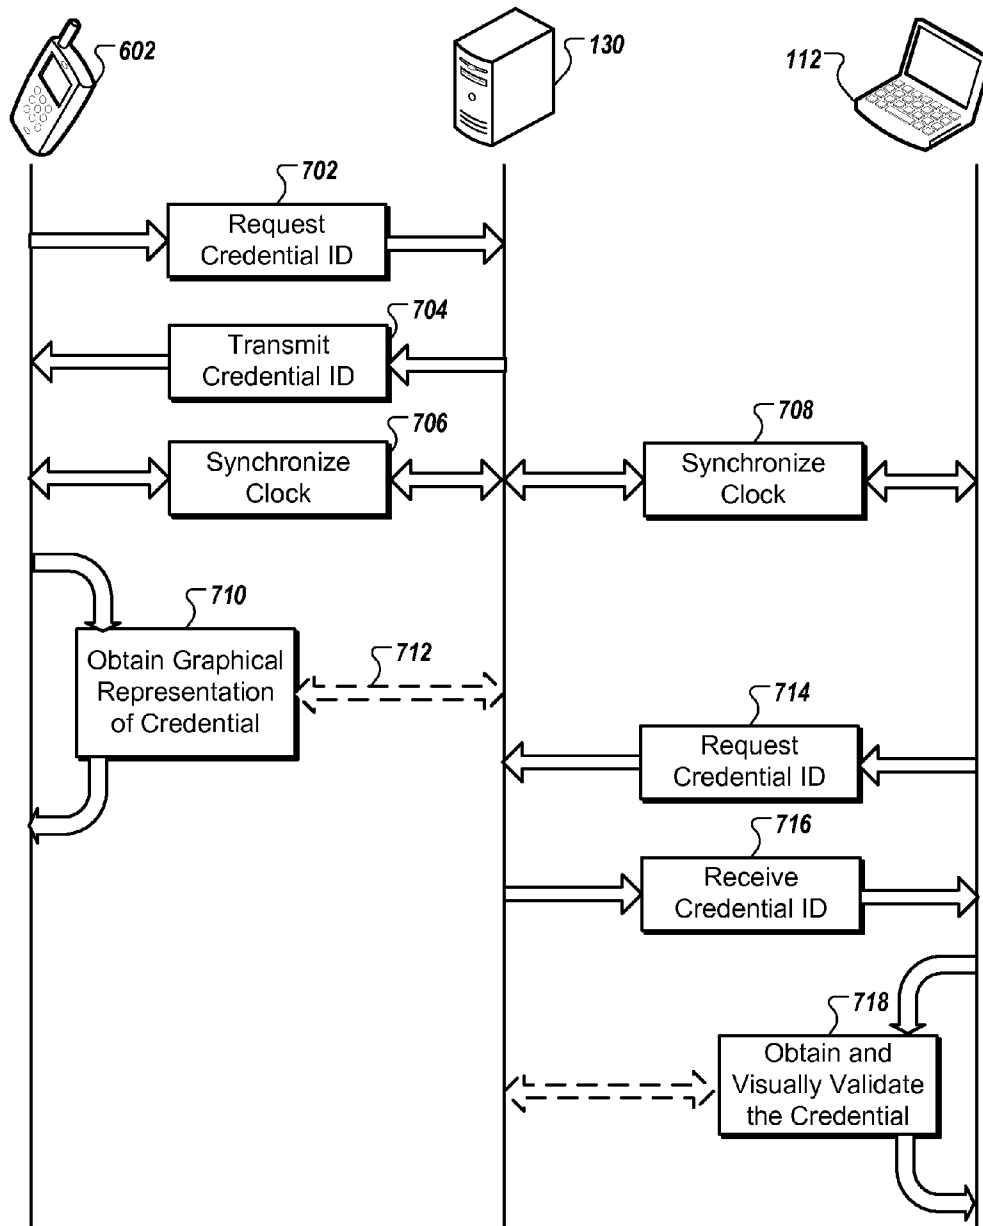 602
130
112
702
Request
Credential ID
704
Transmit
Credential ID
706
Synchronize
Clock
708
Synchronize
Clock
710
Obtain Graphical
Representation
of Credential
712
714
Request
Credential ID
716
Receive
Credential ID
718
Obtain and
Visually Validate
the Credential